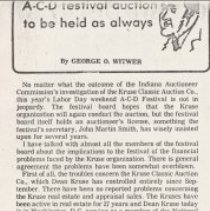 A-C-D festival auction
to be held as always
By GEORGE O. WITWER
No matter what the outcome of the Indiana Auctioneer
Commission's investigation of the Kruse Classic Auction Co.,
this year's Labor Day weekend A-C-D Festival is not in
jeopardy. The festival board hopes that the Kruse
organization will again conduct the auction, but the festival
board itself holds an auctioneer's license, something the
festival's secretary, John Martin Smith, has wisely insisted
upon for several years.
I have talked with almost all the members of the festival
board about the implications to the festival of the financial
problems faced by the Kruse organization. There is general
agreement the problems have been somewhat overblown.
First of all, the troubles concern the Kruse Classic Auction
Co., which Dean Kruse has controlled entirely since Sep-
tember. There have been no reported problems concerning
the Kruse real estate and appraisal sales. The Kruses have
been active in real estate for 27 years and Dean Kruse today